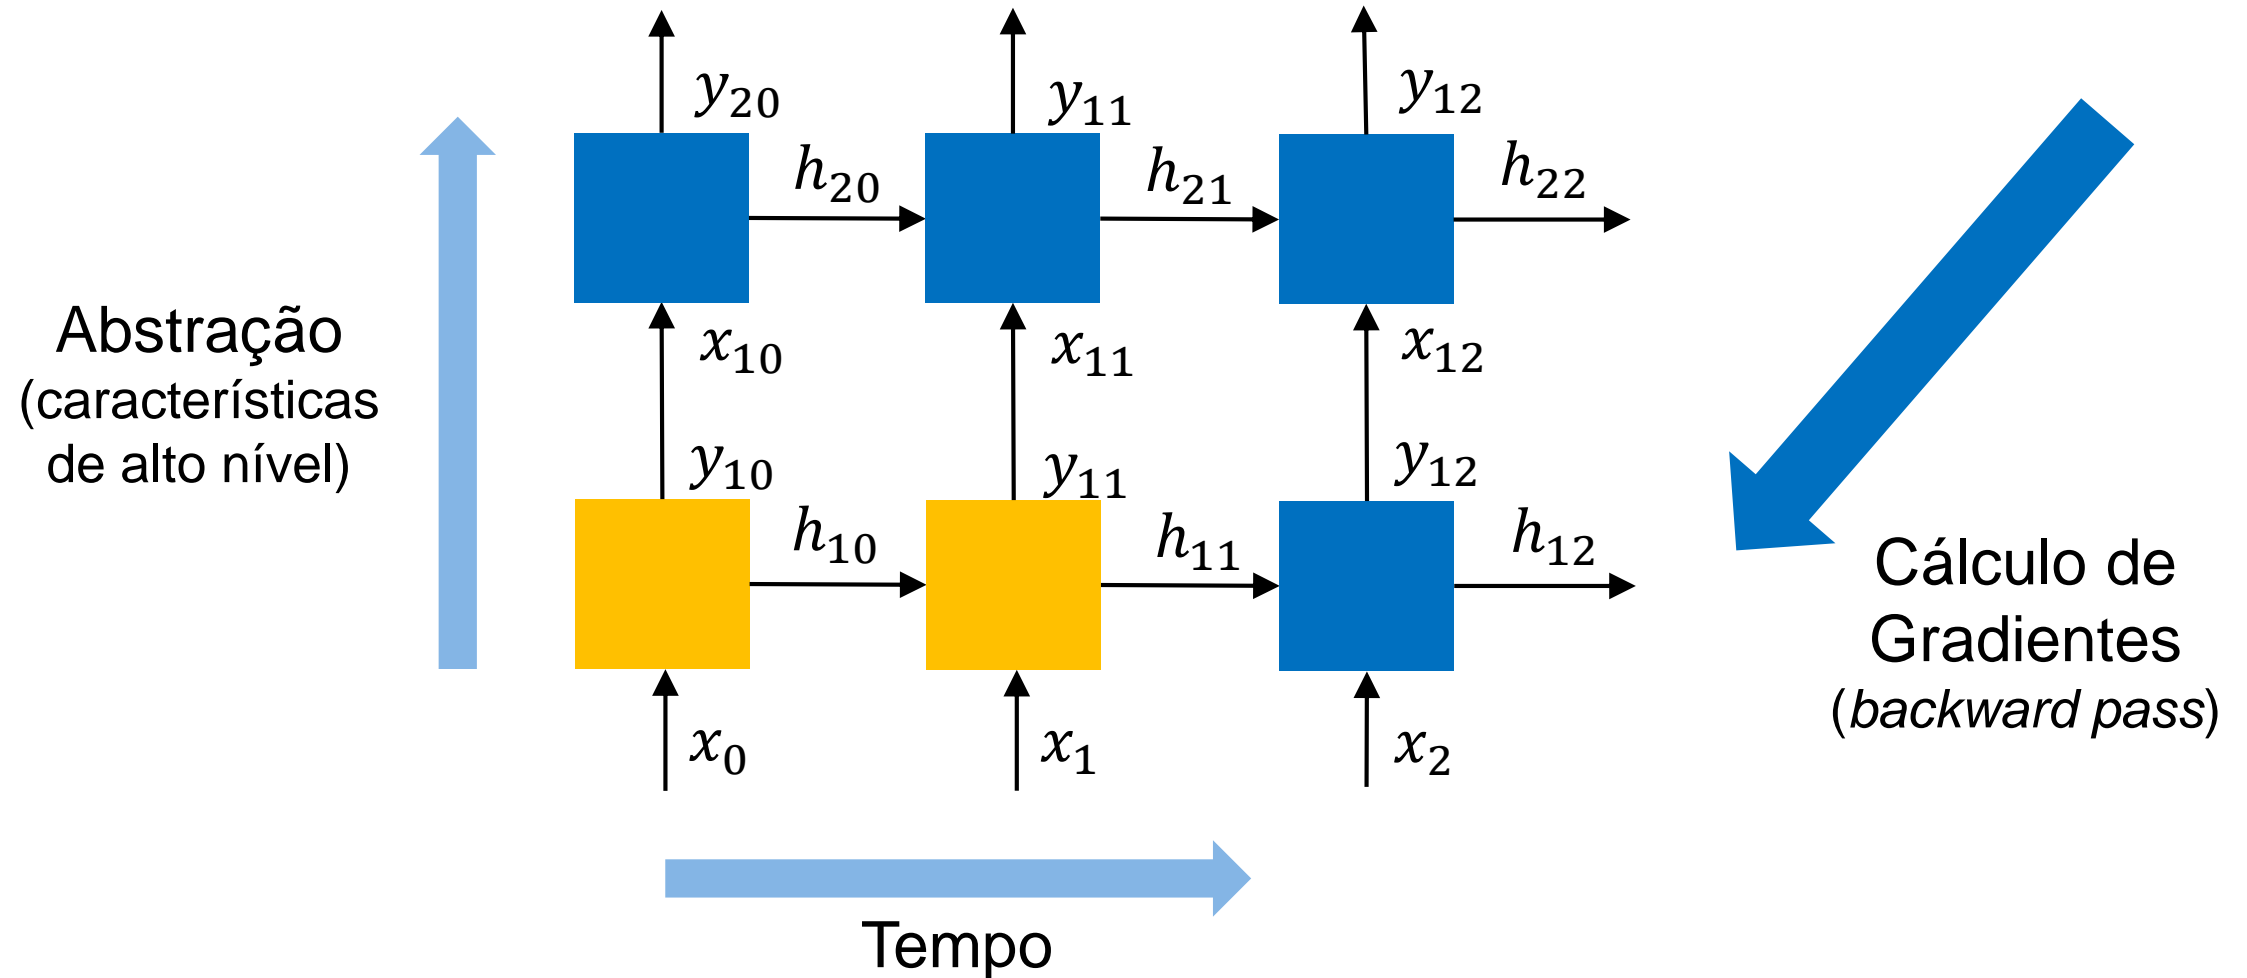 y₂₀ y₁₁ y₁₂
h₂₀ h₂₁ h₂₂
x₁₀ x₁₁ x₁₂
Abstração
(características
de alto nível)
y₁₀ y₁₁ y₁₂
h₁₀ h₁₁ h₁₂
x₀ x₁ x₂
Cálculo de
Gradientes
(backward pass)
Tempo